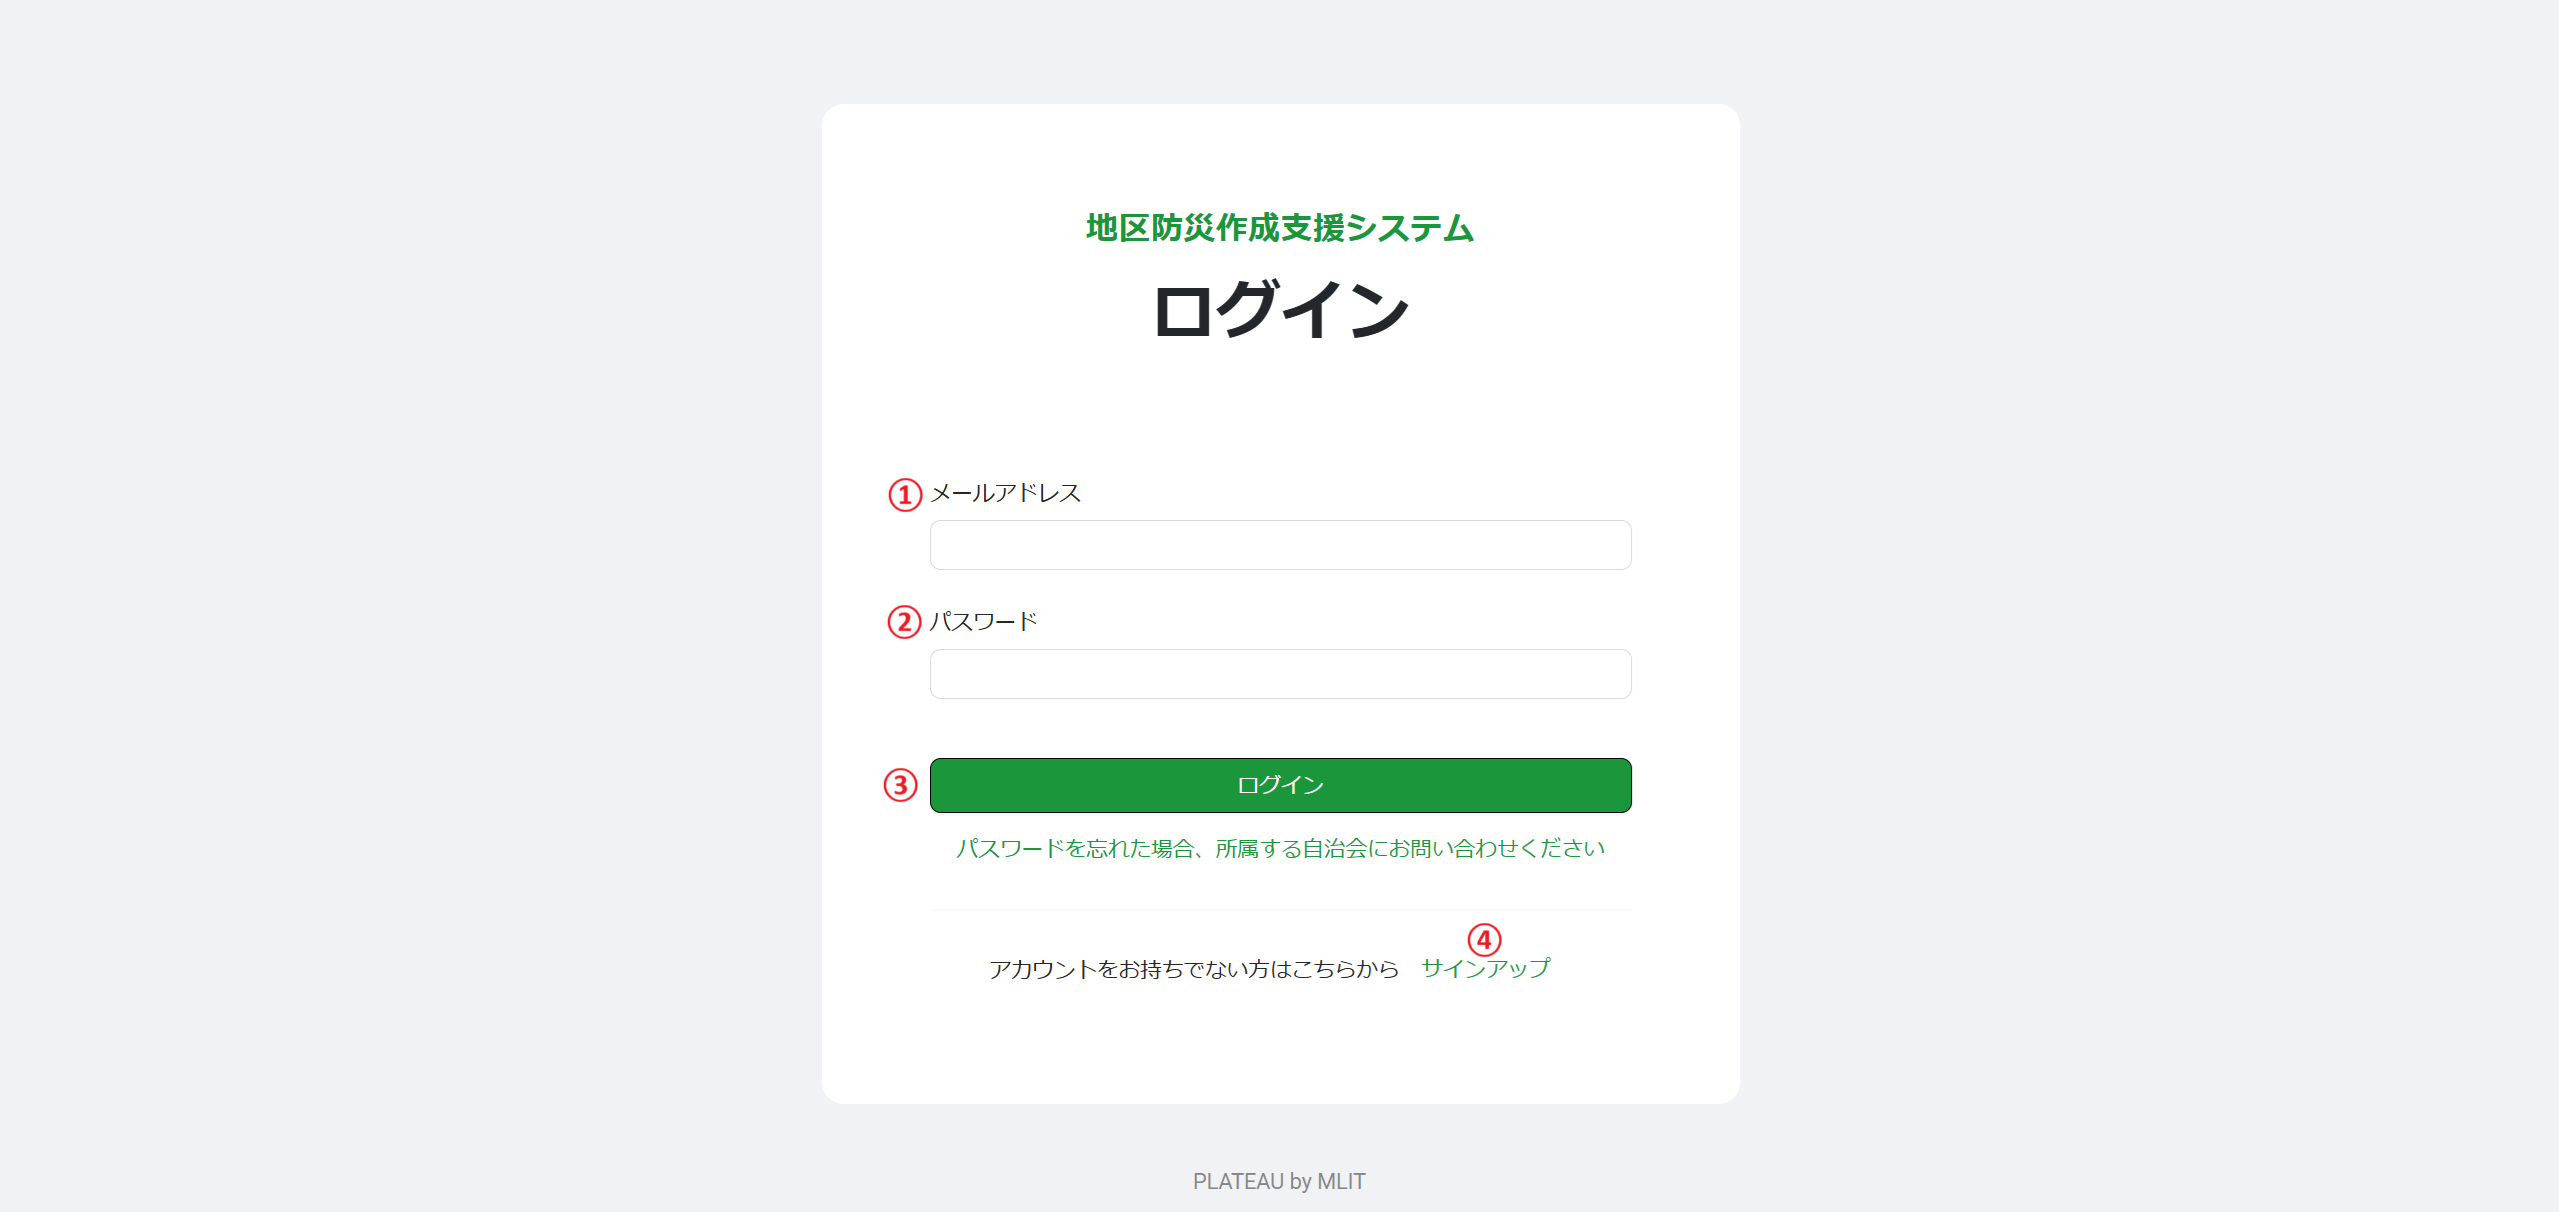 地区防災作成支援システム
ログイン
① メールアドレス
② パスワード
③ ログイン
パスワードを忘れた場合、所属する自治会にお問い合わせください
④
アカウントをお持ちでない方はこちらから サインアップ
PLATEAU by MLIT